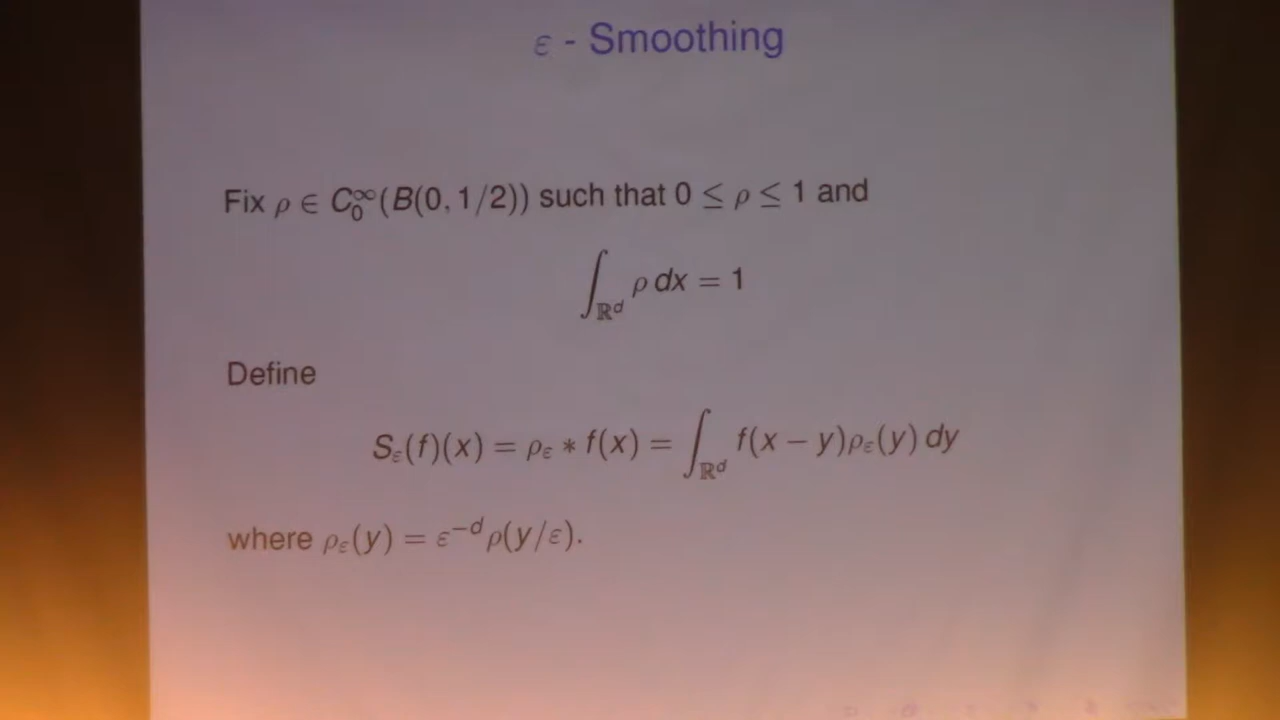 ε - Smoothing
Fix ρ ∈ C₀^∞(B(0, 1/2)) such that 0 ≤ ρ ≤ 1 and
∫_{ℝ^d} ρ dx = 1
Define
S_ε(f)(x) = ρ_ε ∗ f(x) = ∫_{ℝ^d} f(x − y)ρ_ε(y) dy
where ρ_ε(y) = ε^{−d}ρ(y/ε).